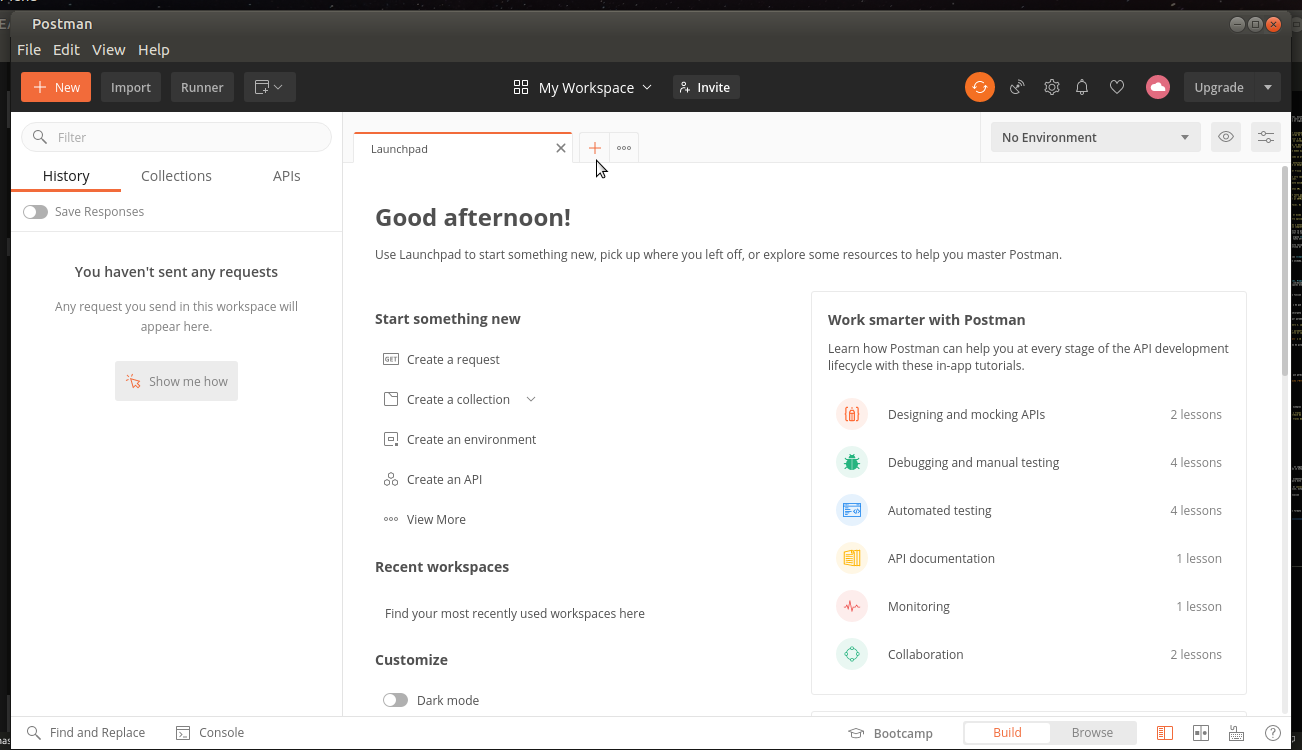 Postman
File Edit View Help
New Import Runner My Workspace Invite Upgrade
Filter
Launchpad
No Environment
History Collections APIs
Save Responses
You haven't sent any requests
Any request you send in this workspace will
appear here.
Show me how
Good afternoon!
Use Launchpad to start something new, pick up where you left off, or explore some resources to help you master Postman.
Start something new
GET Create a request
Create a collection
Create an environment
Create an API
View More
Recent workspaces
Find your most recently used workspaces here
Customize
Dark mode
Work smarter with Postman
Learn how Postman can help you at every stage of the API development
lifecycle with these in-app tutorials.
Designing and mocking APIs 2 lessons
Debugging and manual testing 4 lessons
Automated testing 4 lessons
API documentation 1 lesson
Monitoring 1 lesson
Collaboration 2 lessons
Find and Replace Console Bootcamp Build Browse